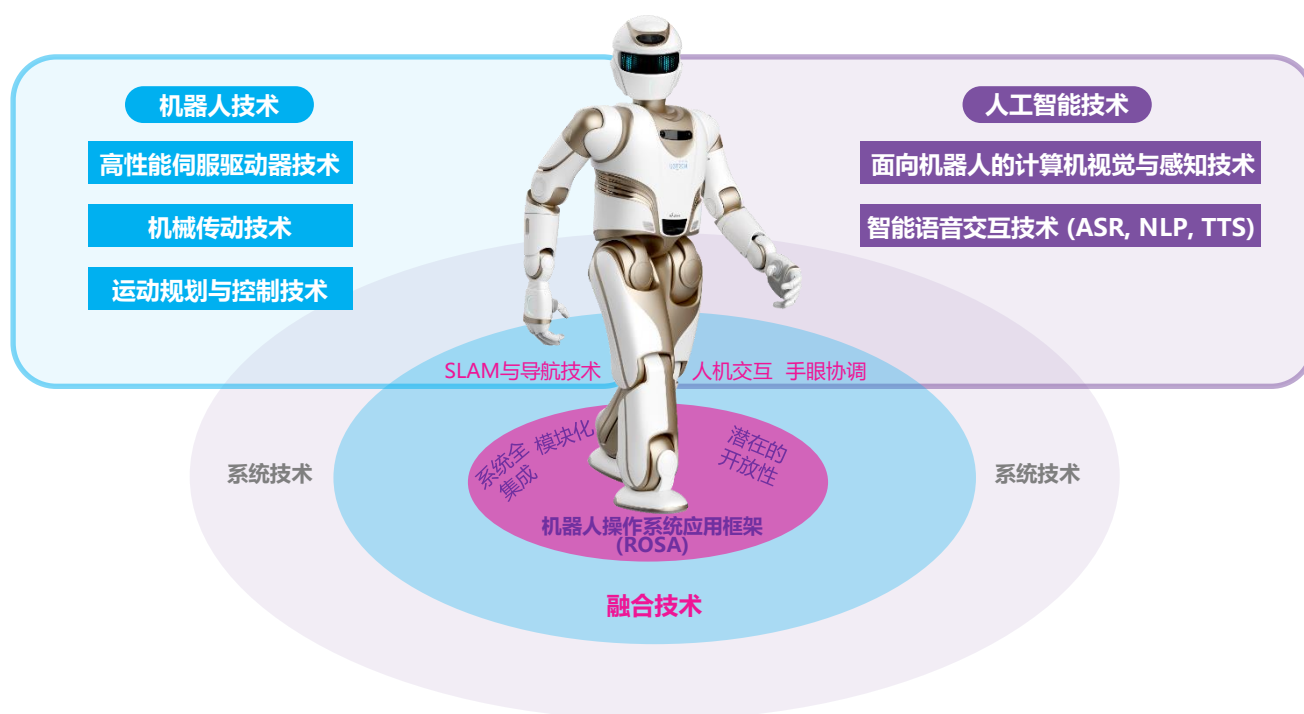 机器人技术
高性能伺服驱动器技术
机械传动技术
运动规划与控制技术
人工智能技术
面向机器人的计算机视觉与感知技术
智能语音交互技术 (ASR, NLP, TTS)
SLAM与导航技术
人机交互 手眼协调
系统技术
系统全
集成
模块化
潜在的
开放性
系统技术
机器人操作系统应用框架
(ROSA)
融合技术